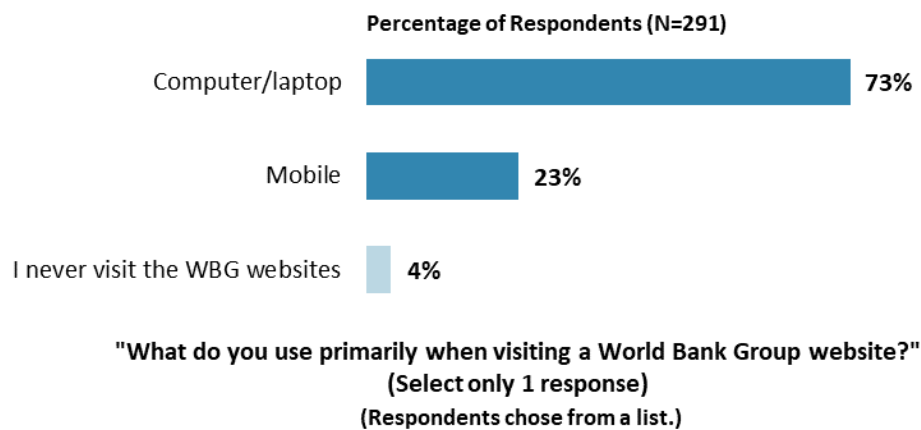 Percentage of Respondents (N=291)
Computer/laptop 73%
Mobile 23%
I never visit the WBG websites 4%
"What do you use primarily when visiting a World Bank Group website?"
(Select only 1 response)
(Respondents chose from a list.)